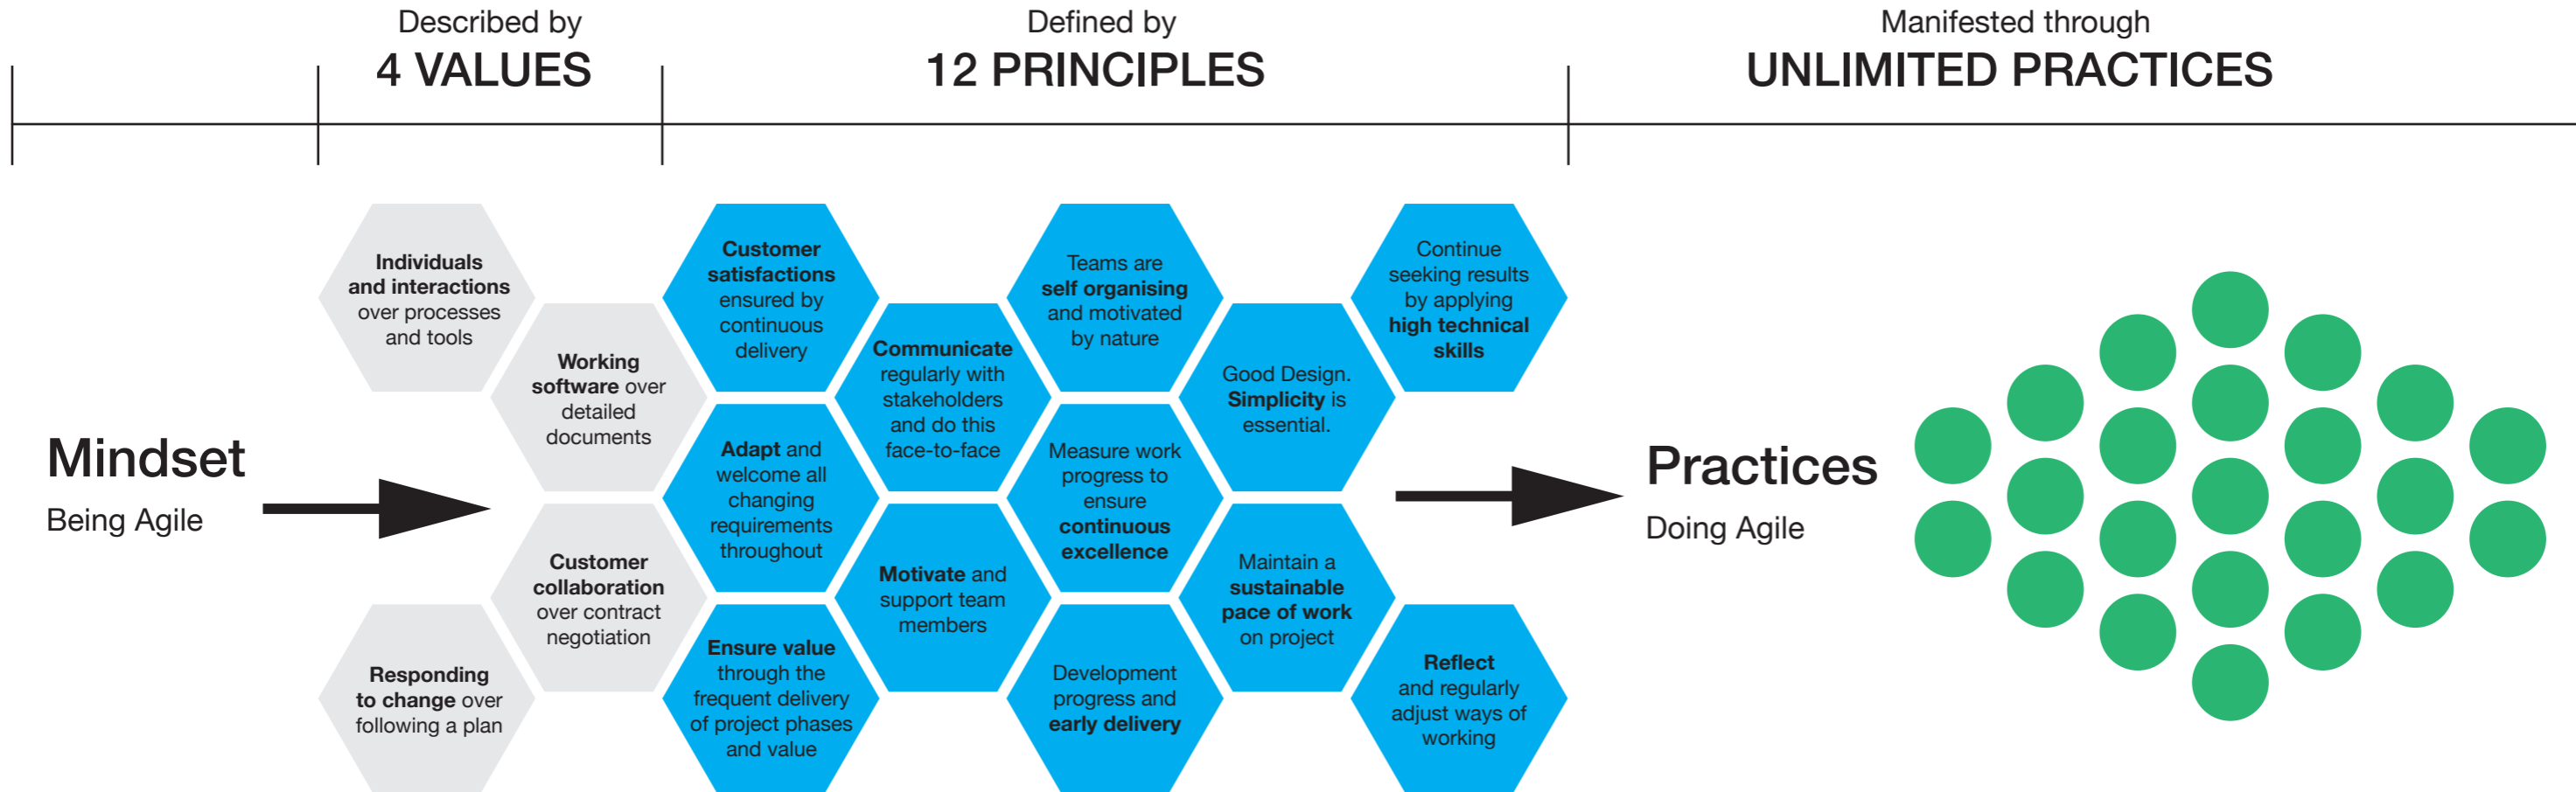 Described by
4 VALUES
Defined by
12 PRINCIPLES
Manifested through
UNLIMITED PRACTICES
Mindset
Being Agile
Individuals
and interactions
over processes
and tools
Working
software over
detailed
documents
Customer
collaboration
over contract
negotiation
Responding
to change over
following a plan
Customer
satisfactions
ensured by
continuous
delivery
Adapt and
welcome all
changing
requirements
throughout
Ensure value
through the
frequent delivery
of project phases
and value
Communicate
regularly with
stakeholders
and do this
face-to-face
Motivate and
support team
members
Teams are
self organising
and motivated
by nature
Measure work
progress to
ensure
continuous
excellence
Development
progress and
early delivery
Good Design.
Simplicity is
essential.
Maintain a
sustainable
pace of work
on project
Continue
seeking results
by applying
high technical
skills
Reflect
and regularly
adjust ways of
working
Practices
Doing Agile